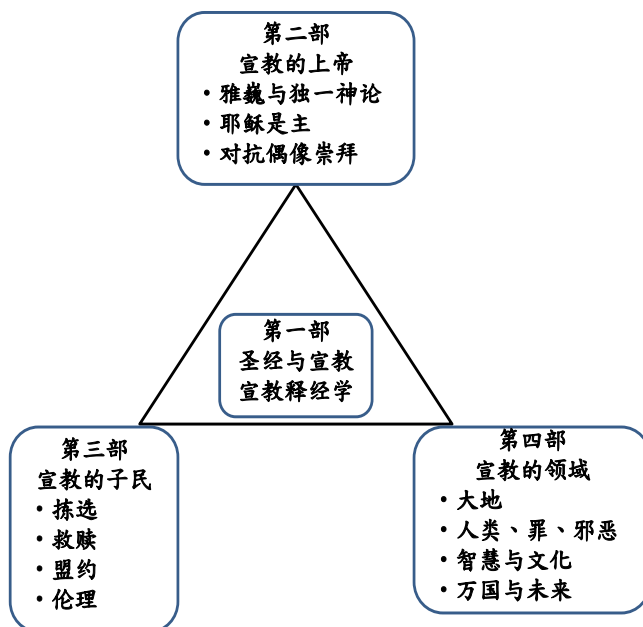 第二部
宣教的上帝
·雅巍与独一神论
·耶稣是主
·对抗偶像崇拜
第一部
圣经与宣教
宣教释经学
第三部
宣教的子民
·拣选
·救赎
·盟约
·伦理
第四部
宣教的领域
·大地
·人类、罪、邪恶
·智慧与文化
·万国与未来